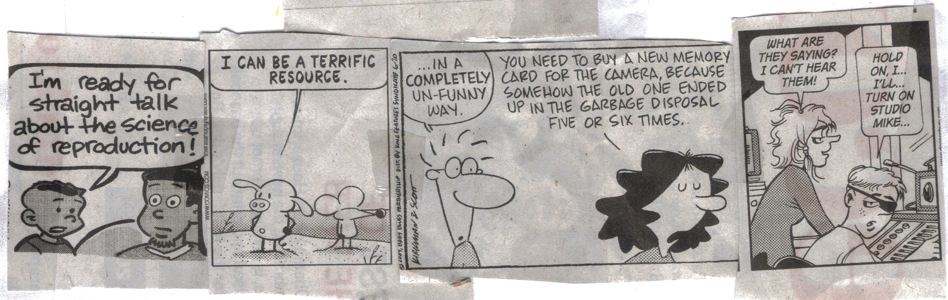 I'm ready for
straight talk
about the science
of reproduction!
I CAN BE A TERRIFIC
RESOURCE.
...IN A
COMPLETELY
UN-FUNNY
WAY.
YOU NEED TO BUY A NEW MEMORY
CARD FOR THE CAMERA, BECAUSE
SOMEHOW THE OLD ONE ENDED
UP IN THE GARBAGE DISPOSAL
FIVE OR SIX TIMES.
KIRKMAN & SCOTT
WHAT ARE
THEY SAYING?
I CAN'T HEAR
THEM!
HOLD
ON, I...
I'LL...
TURN ON
STUDIO
MIKE...